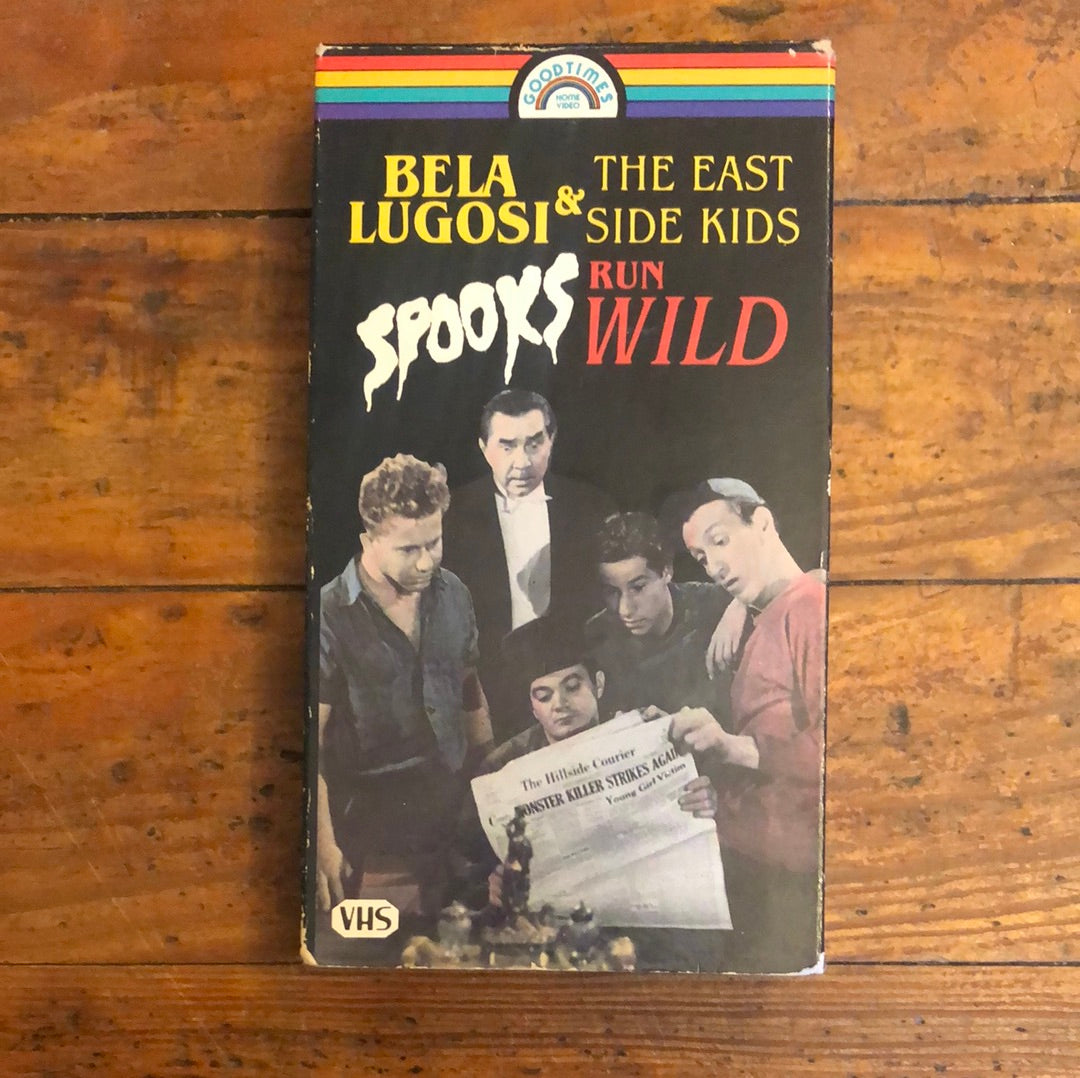 GOODTIMES
HOME
VIDEO
BELA
LUGOSI
&
THE EAST
SIDE KIDS
SPOOKS
RUN
WILD
The Hillside Courier
MONSTER KILLER STRIKES AGAIN
Young Girl Victim
VHS